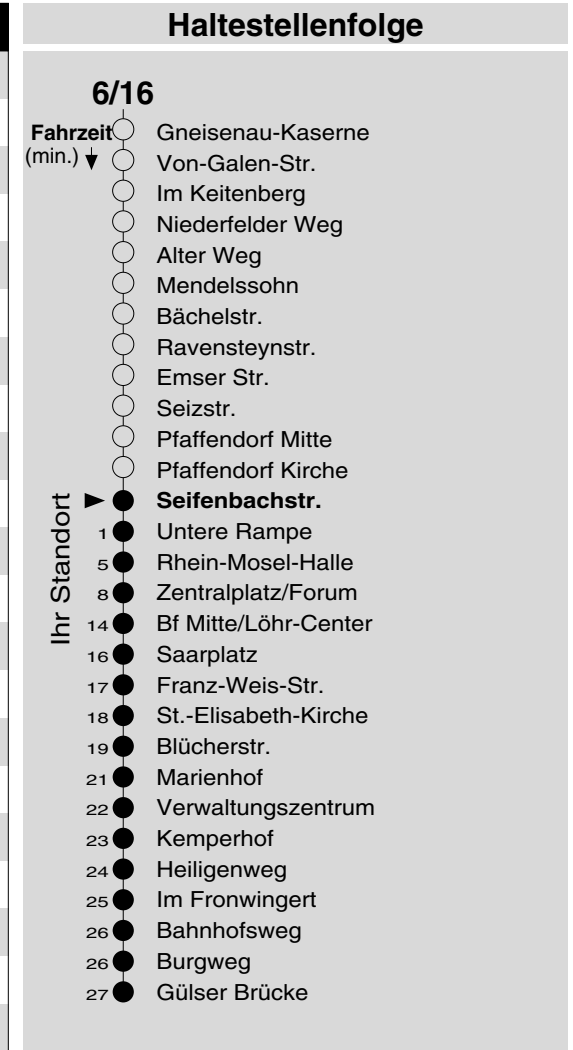 Haltestellenfolge
6/16
Fahrzeit
(min.)
Gneisenau-Kaserne
Von-Galen-Str.
Im Keitenberg
Niederfelder Weg
Alter Weg
Mendelssohn
Bächelstr.
Ravensteynstr.
Emser Str.
Seizstr.
Pfaffendorf Mitte
Pfaffendorf Kirche
Ihr Standort
Seifenbachstr.
1 Untere Rampe
5 Rhein-Mosel-Halle
8 Zentralplatz/Forum
14 Bf Mitte/Löhr-Center
16 Saarplatz
17 Franz-Weis-Str.
18 St.-Elisabeth-Kirche
19 Blücherstr.
21 Marienhof
22 Verwaltungszentrum
23 Kemperhof
24 Heiligenweg
25 Im Fronwingert
26 Bahnhofsweg
26 Burgweg
27 Gülser Brücke